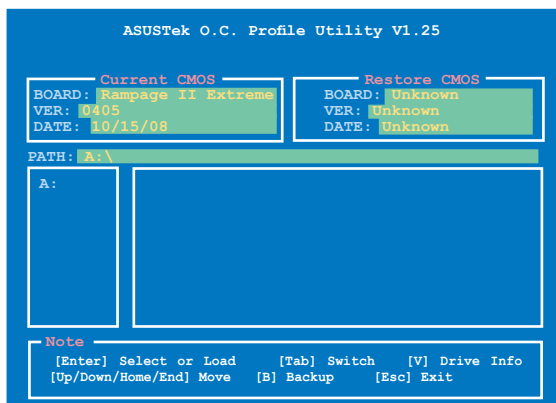 ASUSTek O.C. Profile Utility V1.25
Current CMOS
BOARD: Rampage II Extreme
VER: 0405
DATE: 10/15/08
Restore CMOS
BOARD: Unknown
VER: Unknown
DATE: Unknown
PATH: A:\
A:
Note
[Enter] Select or Load [Tab] Switch [V] Drive Info
[Up/Down/Home/End] Move [B] Backup [Esc] Exit